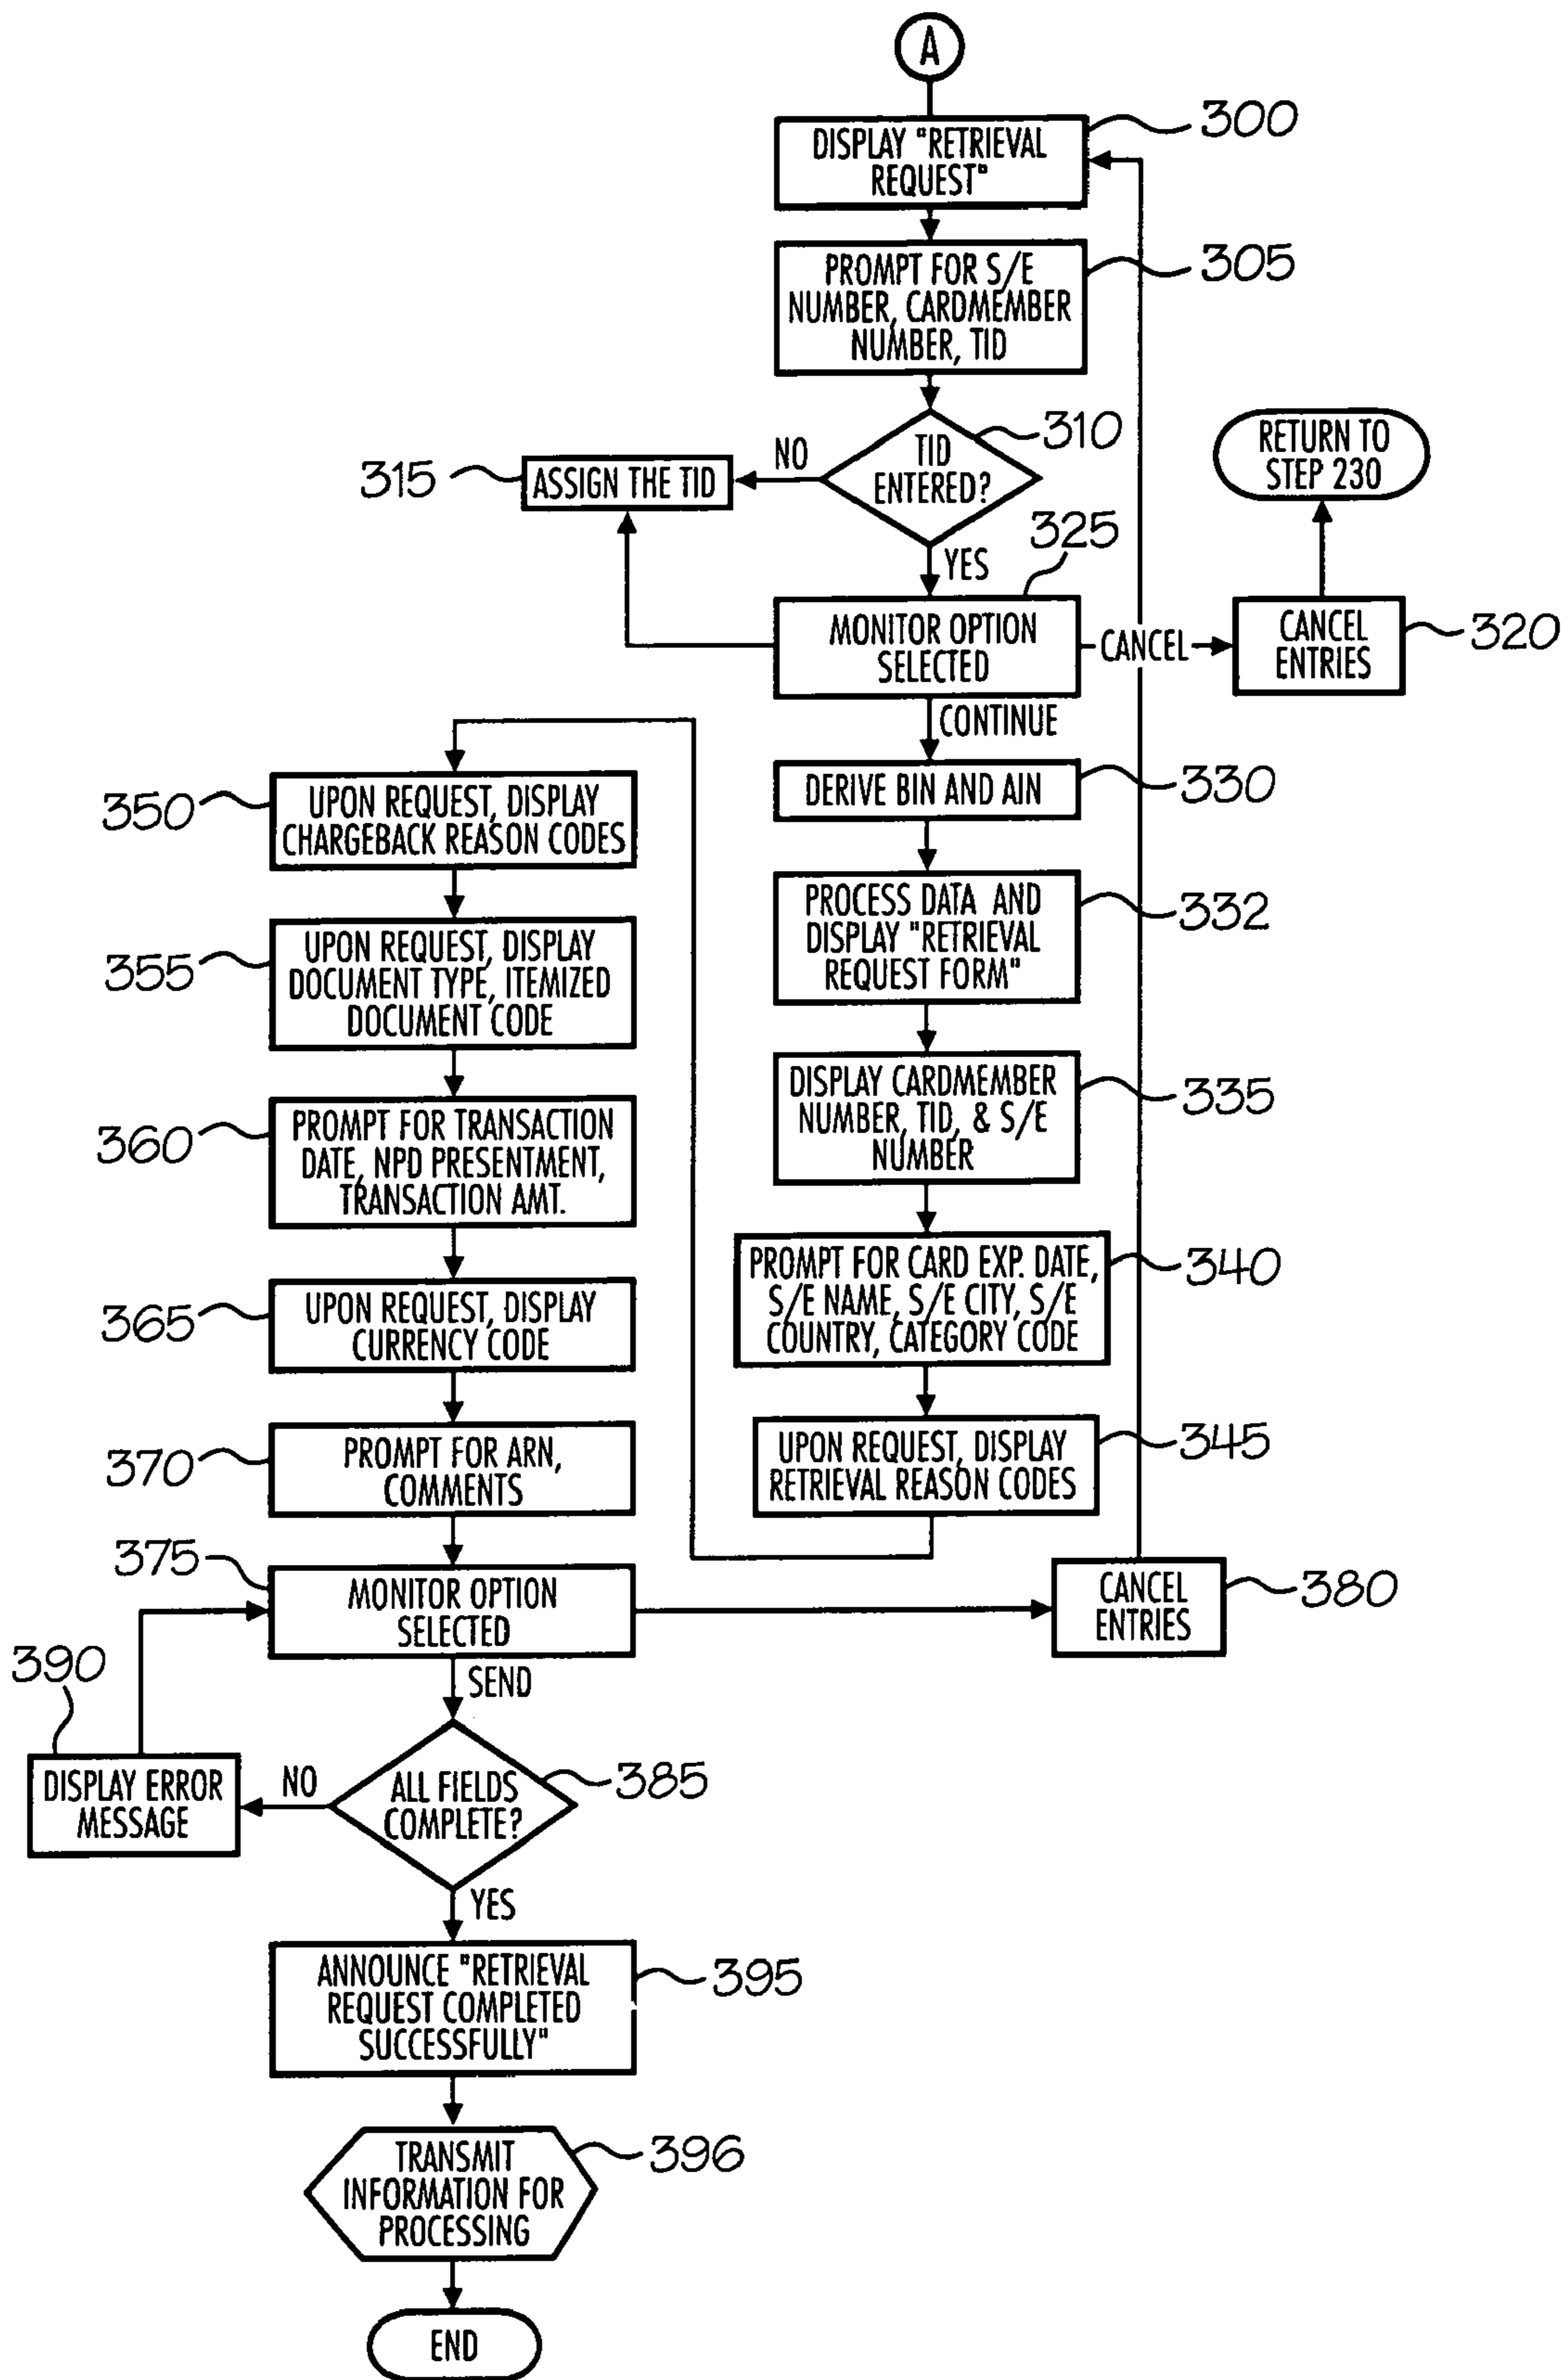 A
DISPLAY "RETRIEVAL
REQUEST"
300
PROMPT FOR S/E
NUMBER, CARDMEMBER
NUMBER, TID
305
TID
ENTERED?
310
NO
315
ASSIGN THE TID
YES
325
RETURN TO
STEP 230
MONITOR OPTION
SELECTED
CANCEL
CANCEL
ENTRIES
320
CONTINUE
DERIVE BIN AND AIN
330
PROCESS DATA AND
DISPLAY "RETRIEVAL
REQUEST FORM"
332
DISPLAY CARDMEMBER
NUMBER, TID, & S/E
NUMBER
335
PROMPT FOR CARD EXP. DATE,
S/E NAME, S/E CITY, S/E
COUNTRY, CATEGORY CODE
340
UPON REQUEST, DISPLAY
RETRIEVAL REASON CODES
345
350
UPON REQUEST, DISPLAY
CHARGEBACK REASON CODES
355
UPON REQUEST, DISPLAY
DOCUMENT TYPE, ITEMIZED
DOCUMENT CODE
360
PROMPT FOR TRANSACTION
DATE, NPD PRESENTMENT,
TRANSACTION AMT.
365
UPON REQUEST, DISPLAY
CURRENCY CODE
370
PROMPT FOR ARN,
COMMENTS
375
MONITOR OPTION
SELECTED
CANCEL
ENTRIES
380
SEND
390
DISPLAY ERROR
MESSAGE
NO
ALL FIELDS
COMPLETE?
385
YES
ANNOUNCE "RETRIEVAL
REQUEST COMPLETED
SUCCESSFULLY"
395
TRANSMIT
INFORMATION FOR
PROCESSING
396
END